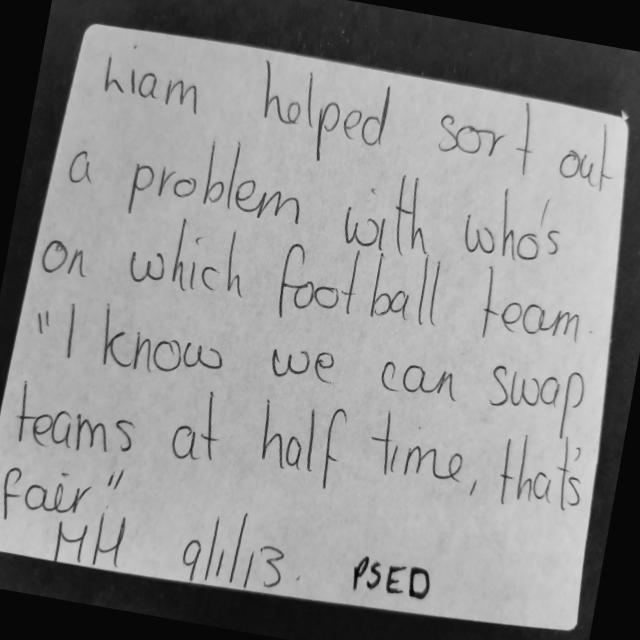 Liam helped sort out
a problem with who's
on which football team.
"I know we can swap
teams at half time, that's
fair"
MH 9/1/13. PSED